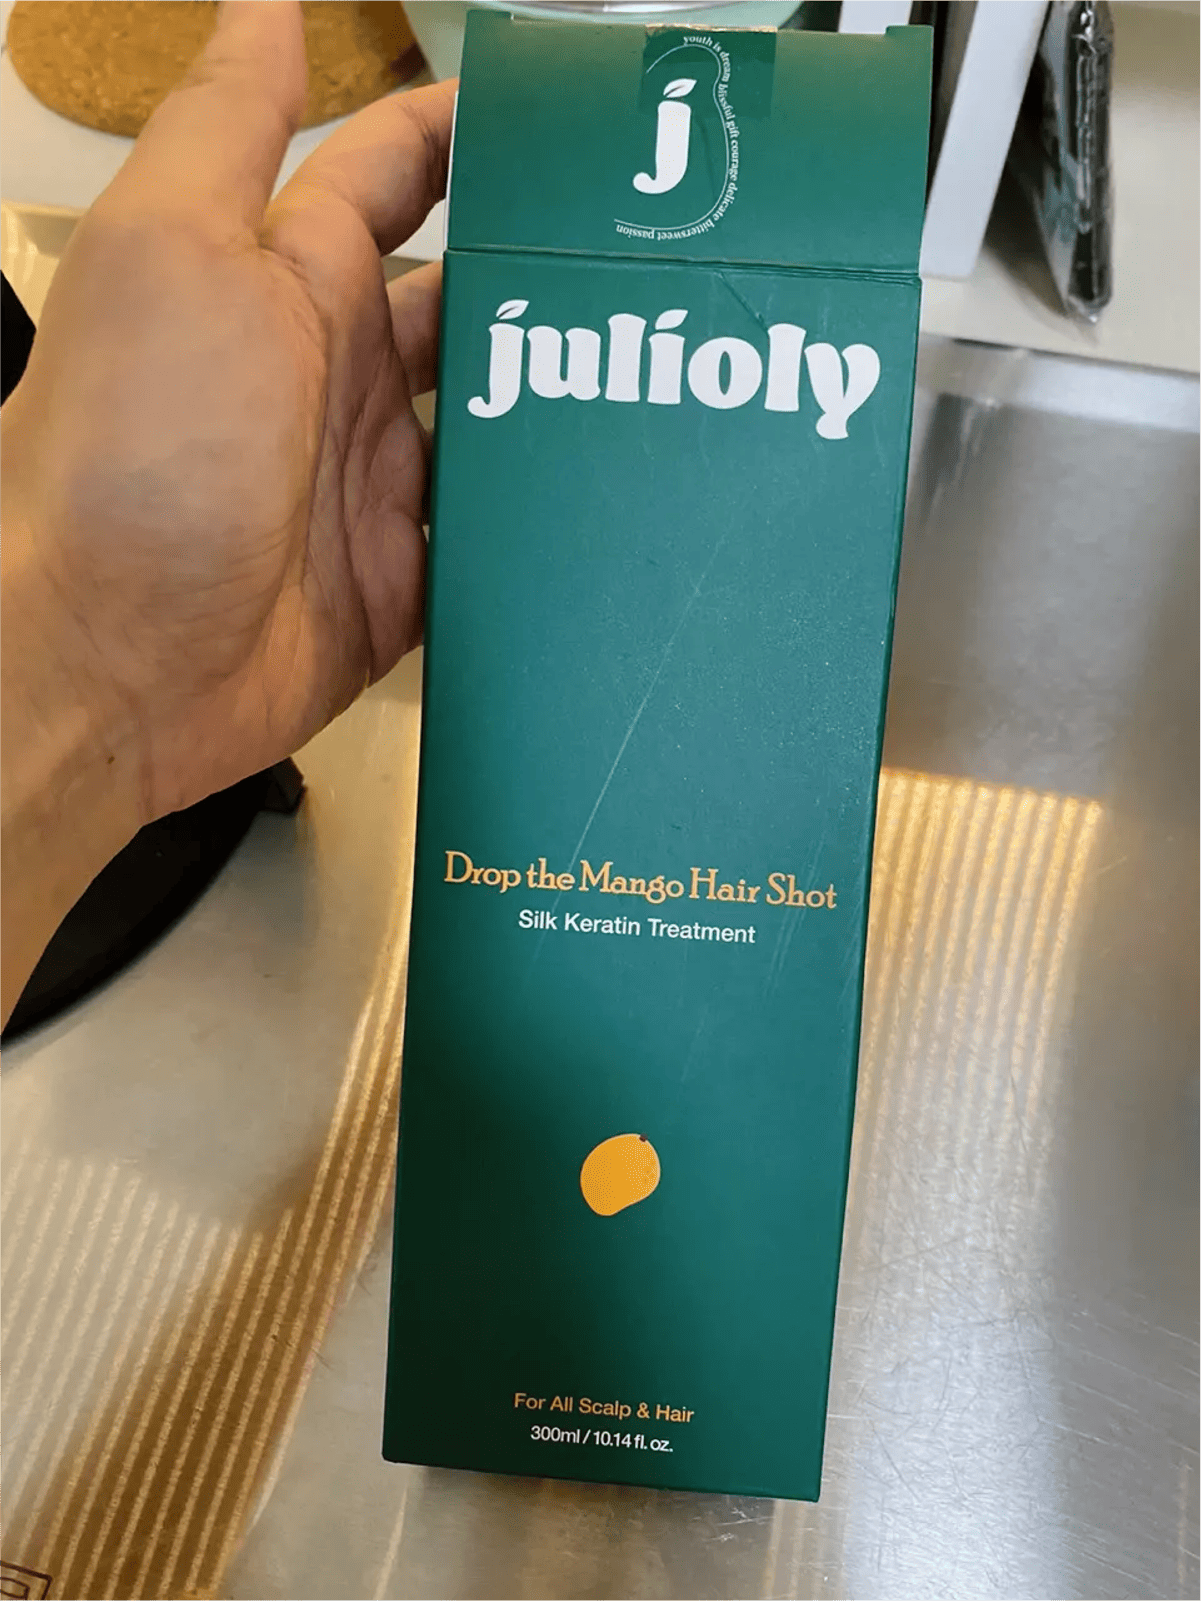 youth is dream blissful gift courage delicate bittersweet passion
j
julioly
Drop the Mango Hair Shot
Silk Keratin Treatment
For All Scalp & Hair
300ml / 10.14 fl. oz.